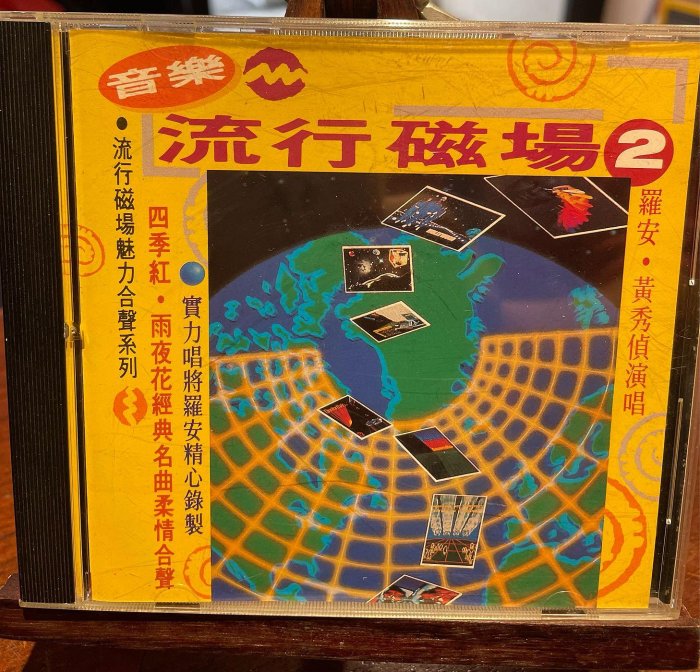 音樂
流行磁場2
羅安•黃秀偵演唱
實力唱將羅安精心錄製
四季紅•雨夜花經典名曲柔情合聲
•流行磁場魅力合聲系列